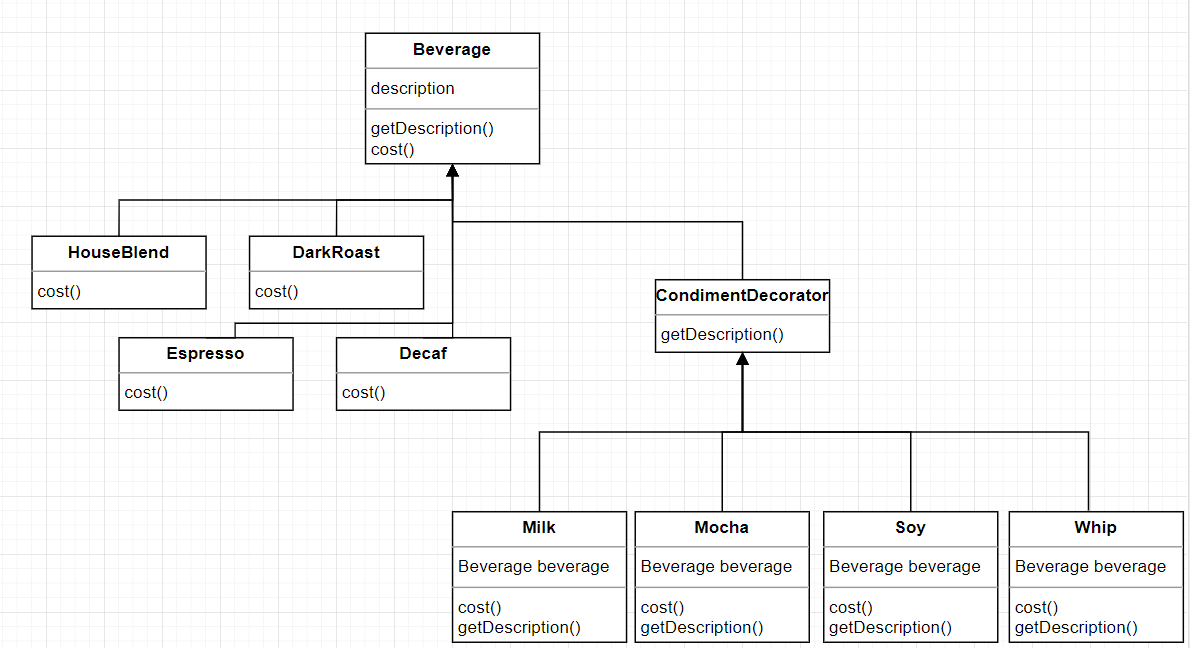 Beverage
description
getDescription()
cost()
HouseBlend
cost()
DarkRoast
cost()
CondimentDecorator
getDescription()
Espresso
cost()
Decaf
cost()
Milk
Beverage beverage
cost()
getDescription()
Mocha
Beverage beverage
cost()
getDescription()
Soy
Beverage beverage
cost()
getDescription()
Whip
Beverage beverage
cost()
getDescription()